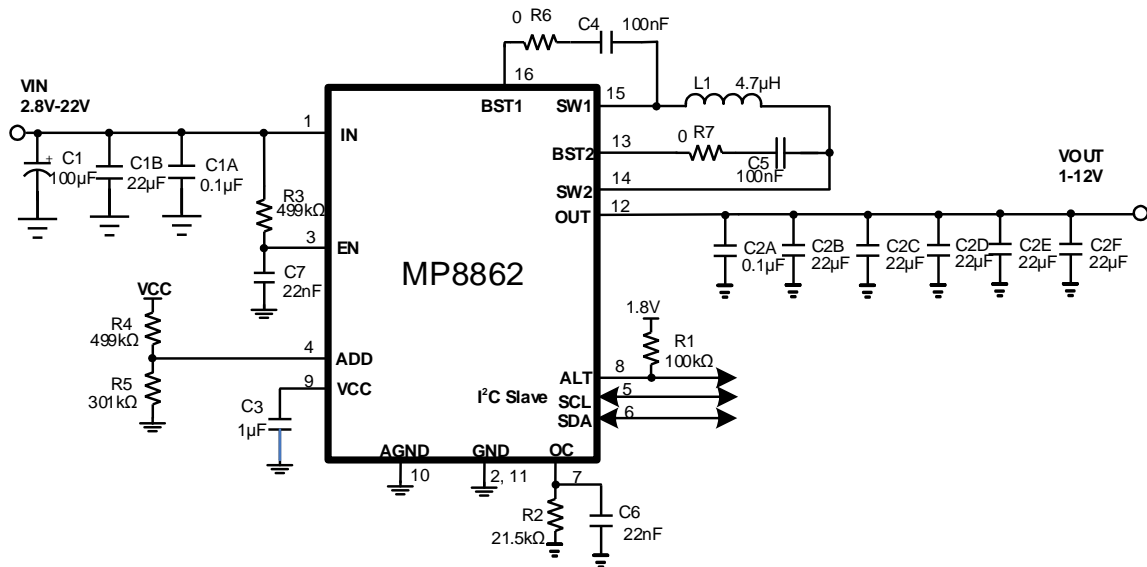 0 R6
C4
100nF
16
BST1
VIN
2.8V-22V
1
IN
15
SW1
L1
4.7µH
13
BST2
0 R7
C5
100nF
14
SW2
12
OUT
VOUT
1-12V
C1
100µF
+
C1B
22µF
C1A
0.1µF
R3
499kΩ
3
EN
C7
22nF
MP8862
C2A
0.1µF
C2B
22µF
C2C
22µF
C2D
22µF
C2E
22µF
C2F
22µF
VCC
R4
499kΩ
4
ADD
R5
301kΩ
9
VCC
C3
1µF
1.8V
R1
100kΩ
8
ALT
I²C Slave
5
SCL
6
SDA
AGND
10
GND
2, 11
OC
7
R2
21.5kΩ
C6
22nF